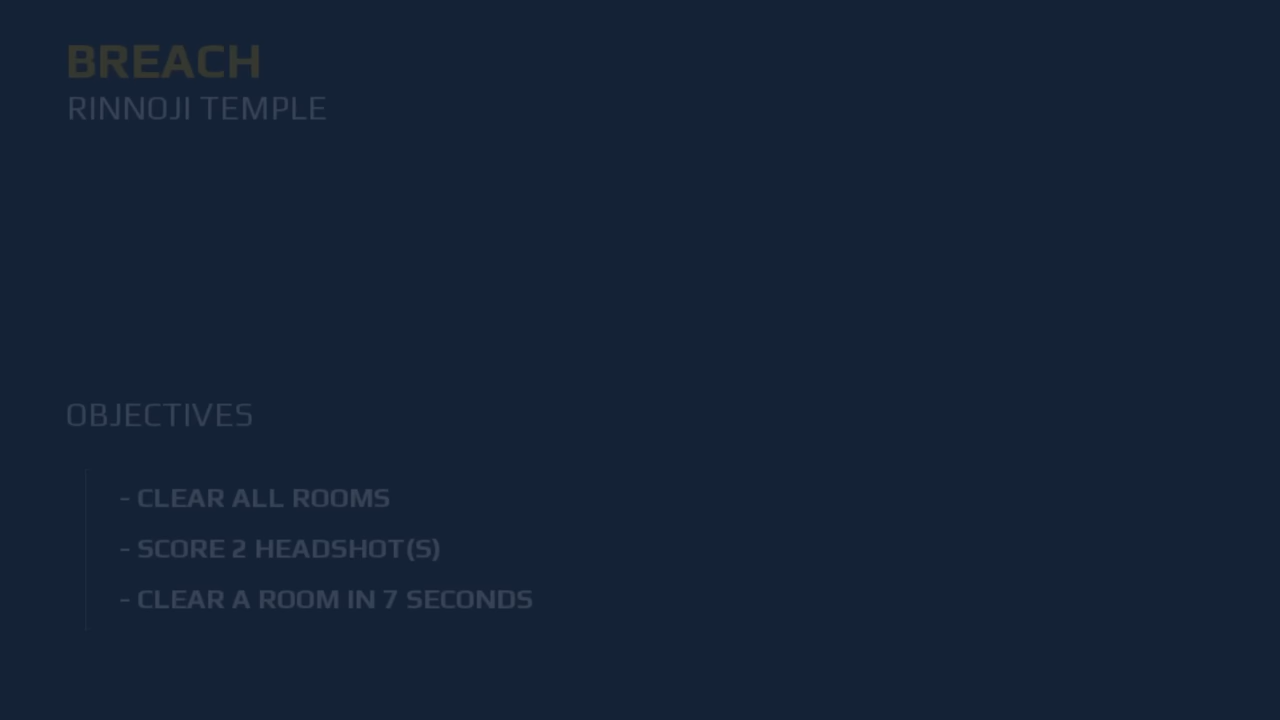 BREACH
RINNOJI TEMPLE
OBJECTIVES
- CLEAR ALL ROOMS
- SCORE 2 HEADSHOT(S)
- CLEAR A ROOM IN 7 SECONDS